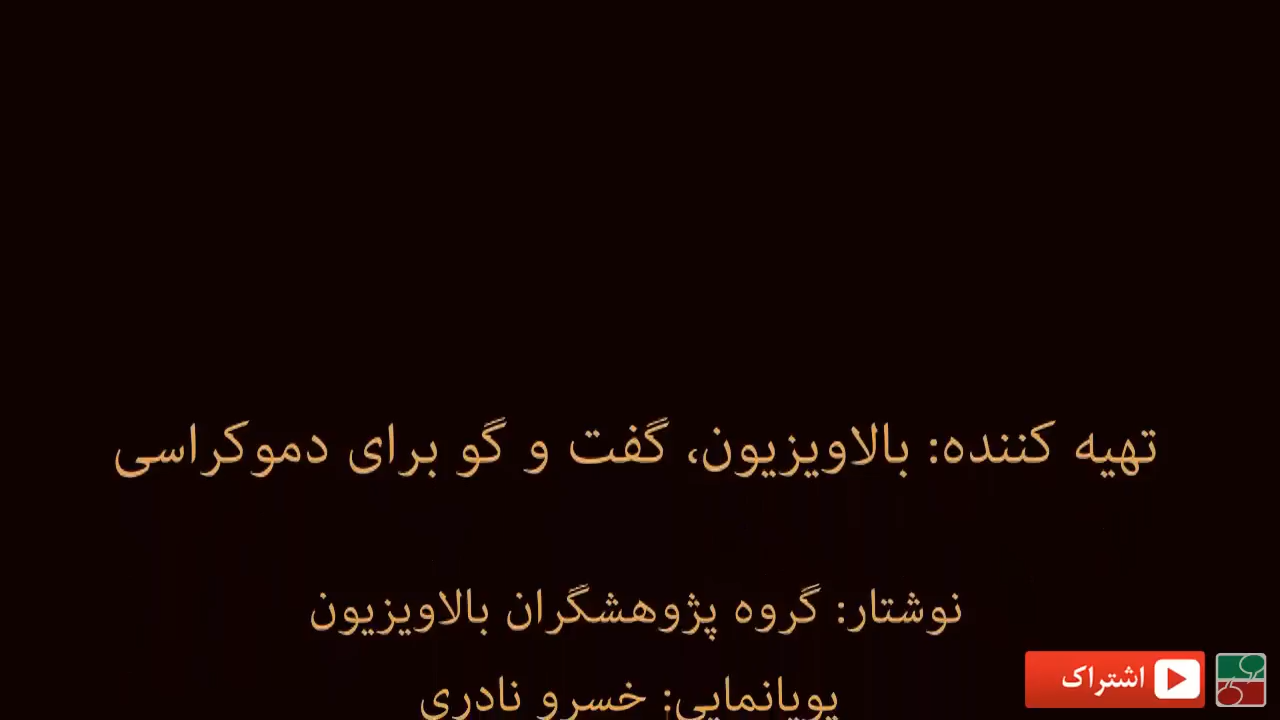 تهیه کننده: بالاویزیون، گفت و گو برای دموکراسی
نوشتار: گروه پژوهشگران بالاویزیون
پویانمایی: خسرو نادری
اشتراک